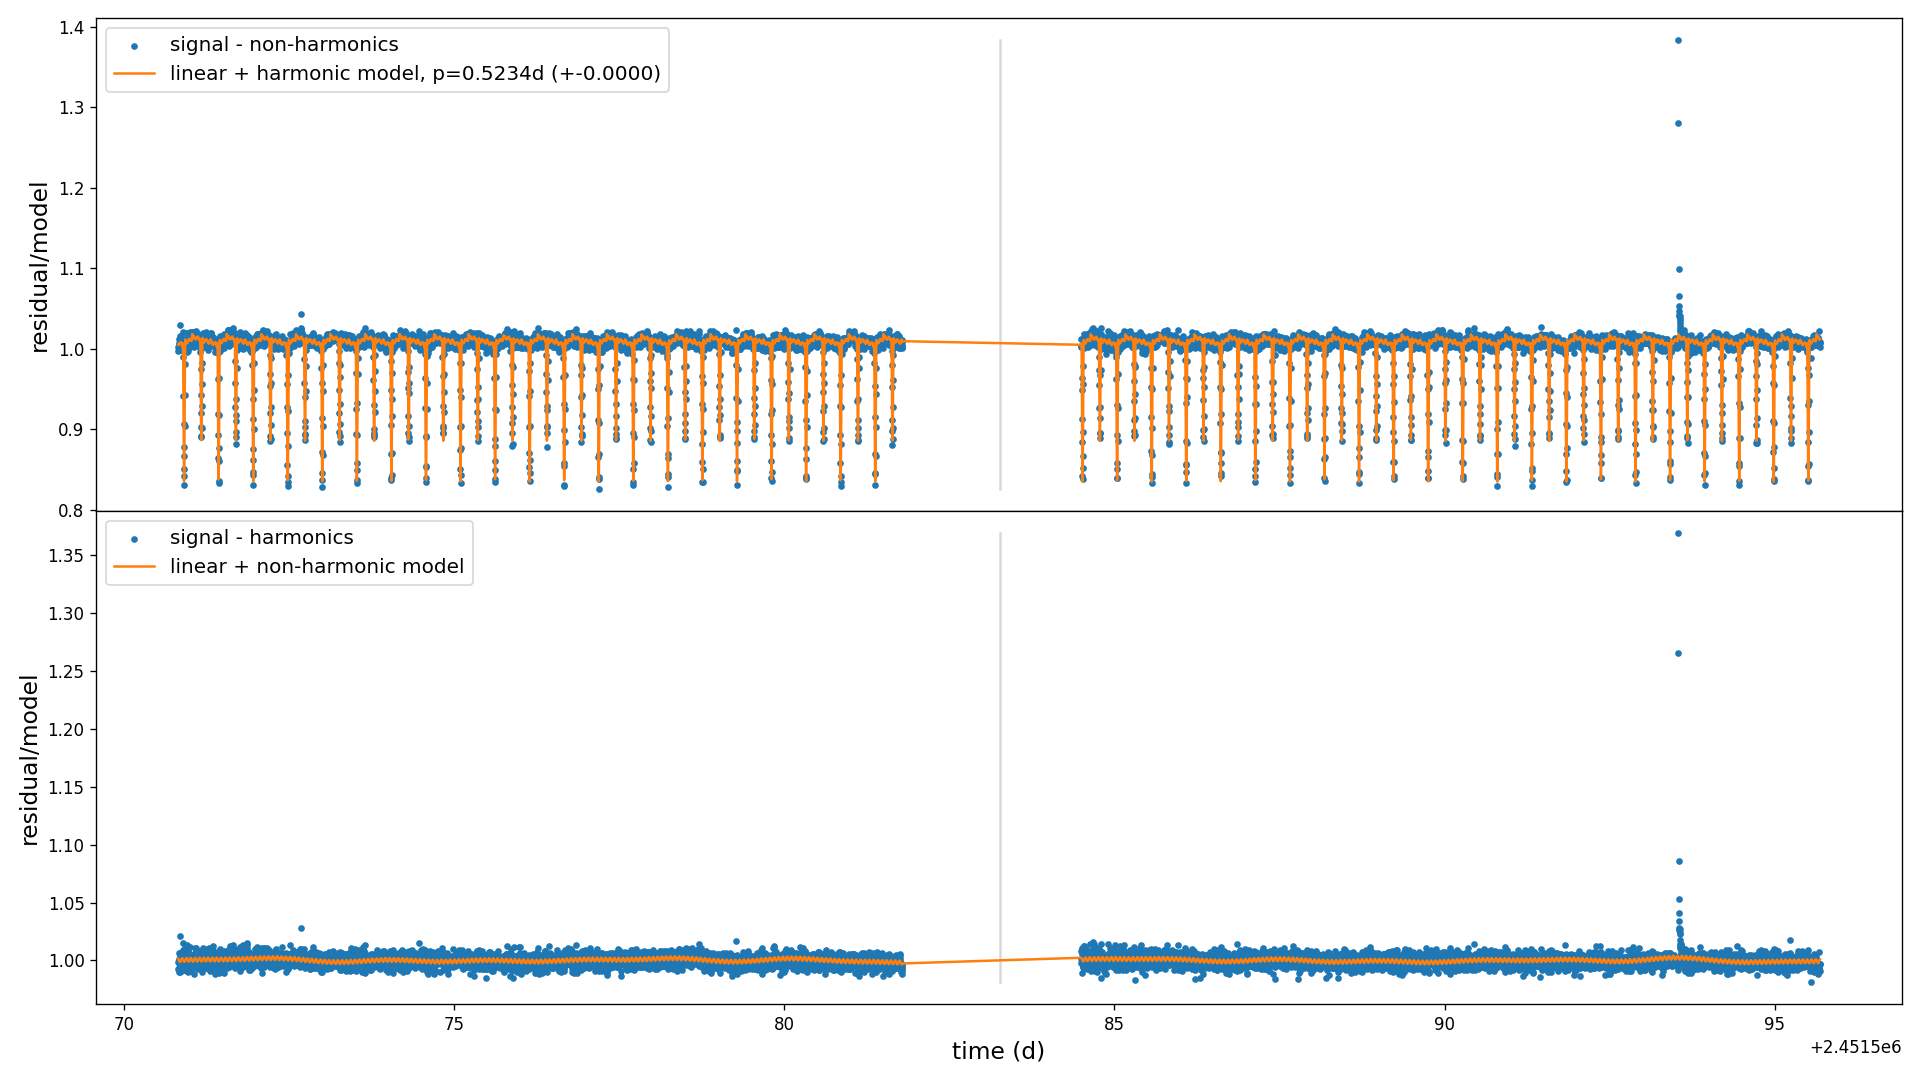 signal - non-harmonics
linear + harmonic model, p=0.5234d (+-0.0000)
residual/model
1.4
1.3
1.2
1.1
1.0
0.9
0.8
signal - harmonics
linear + non-harmonic model
residual/model
1.35
1.30
1.25
1.20
1.15
1.10
1.05
1.00
70 75 80 85 90 95
time (d)
+2.4515e6